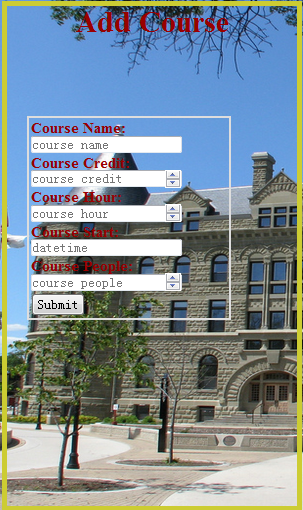 Add Course
Course Name:
course name
Course Credit:
course credit
Course Hour:
course hour
Course Start:
datetime
Course People:
course people
Submit